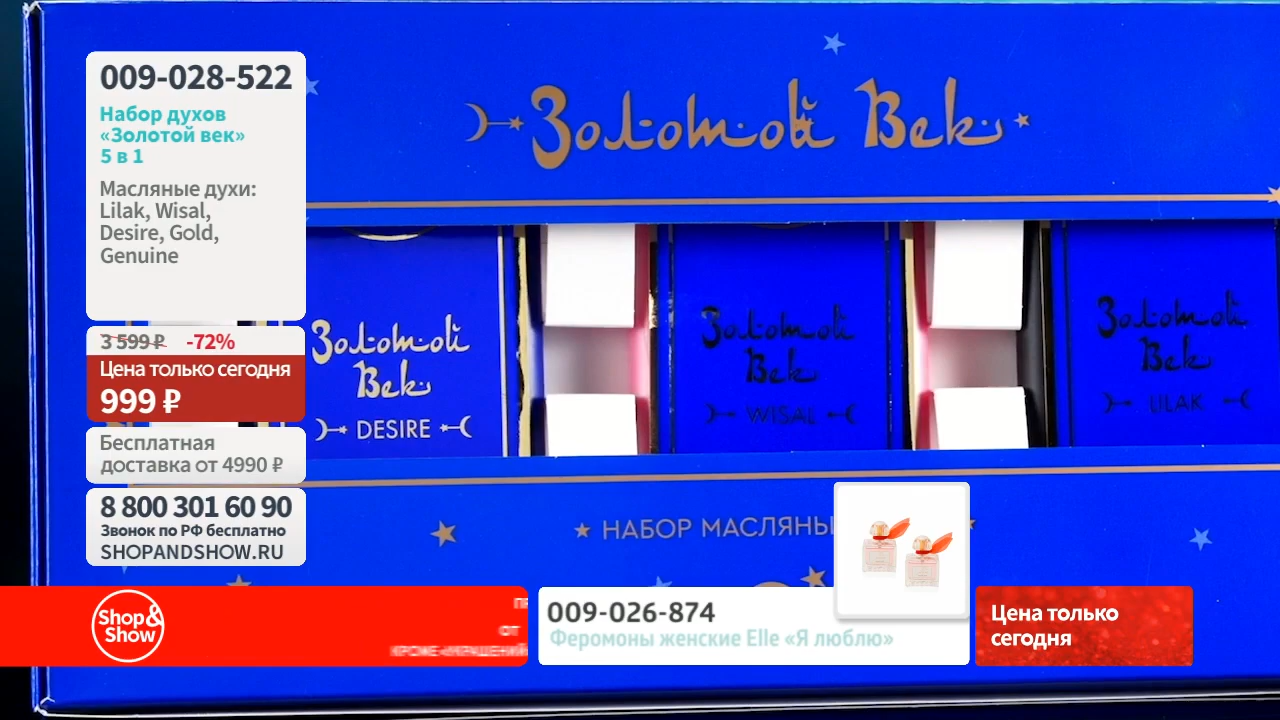 009-028-522
Набор духов
«Золотой век»
5 в 1
Масляные духи:
Lilak, Wisal,
Desire, Gold,
Genuine
3 599 ₽ -72%
Цена только сегодня
999 ₽
Бесплатная
доставка от 4990 ₽
8 800 301 60 90
Звонок по РФ бесплатно
SHOPANDSHOW.RU
Золотой Век
Золотой
Век
DESIRE
Золотой
Век
WISAL
Золотой
Век
LILAK
НАБОР МАСЛЯНЫ
Shop&
Show
ОТ
КРОМЕ «УКРАШЕНИЙ
009-026-874
Феромоны женские Elle «Я люблю»
Цена только
сегодня